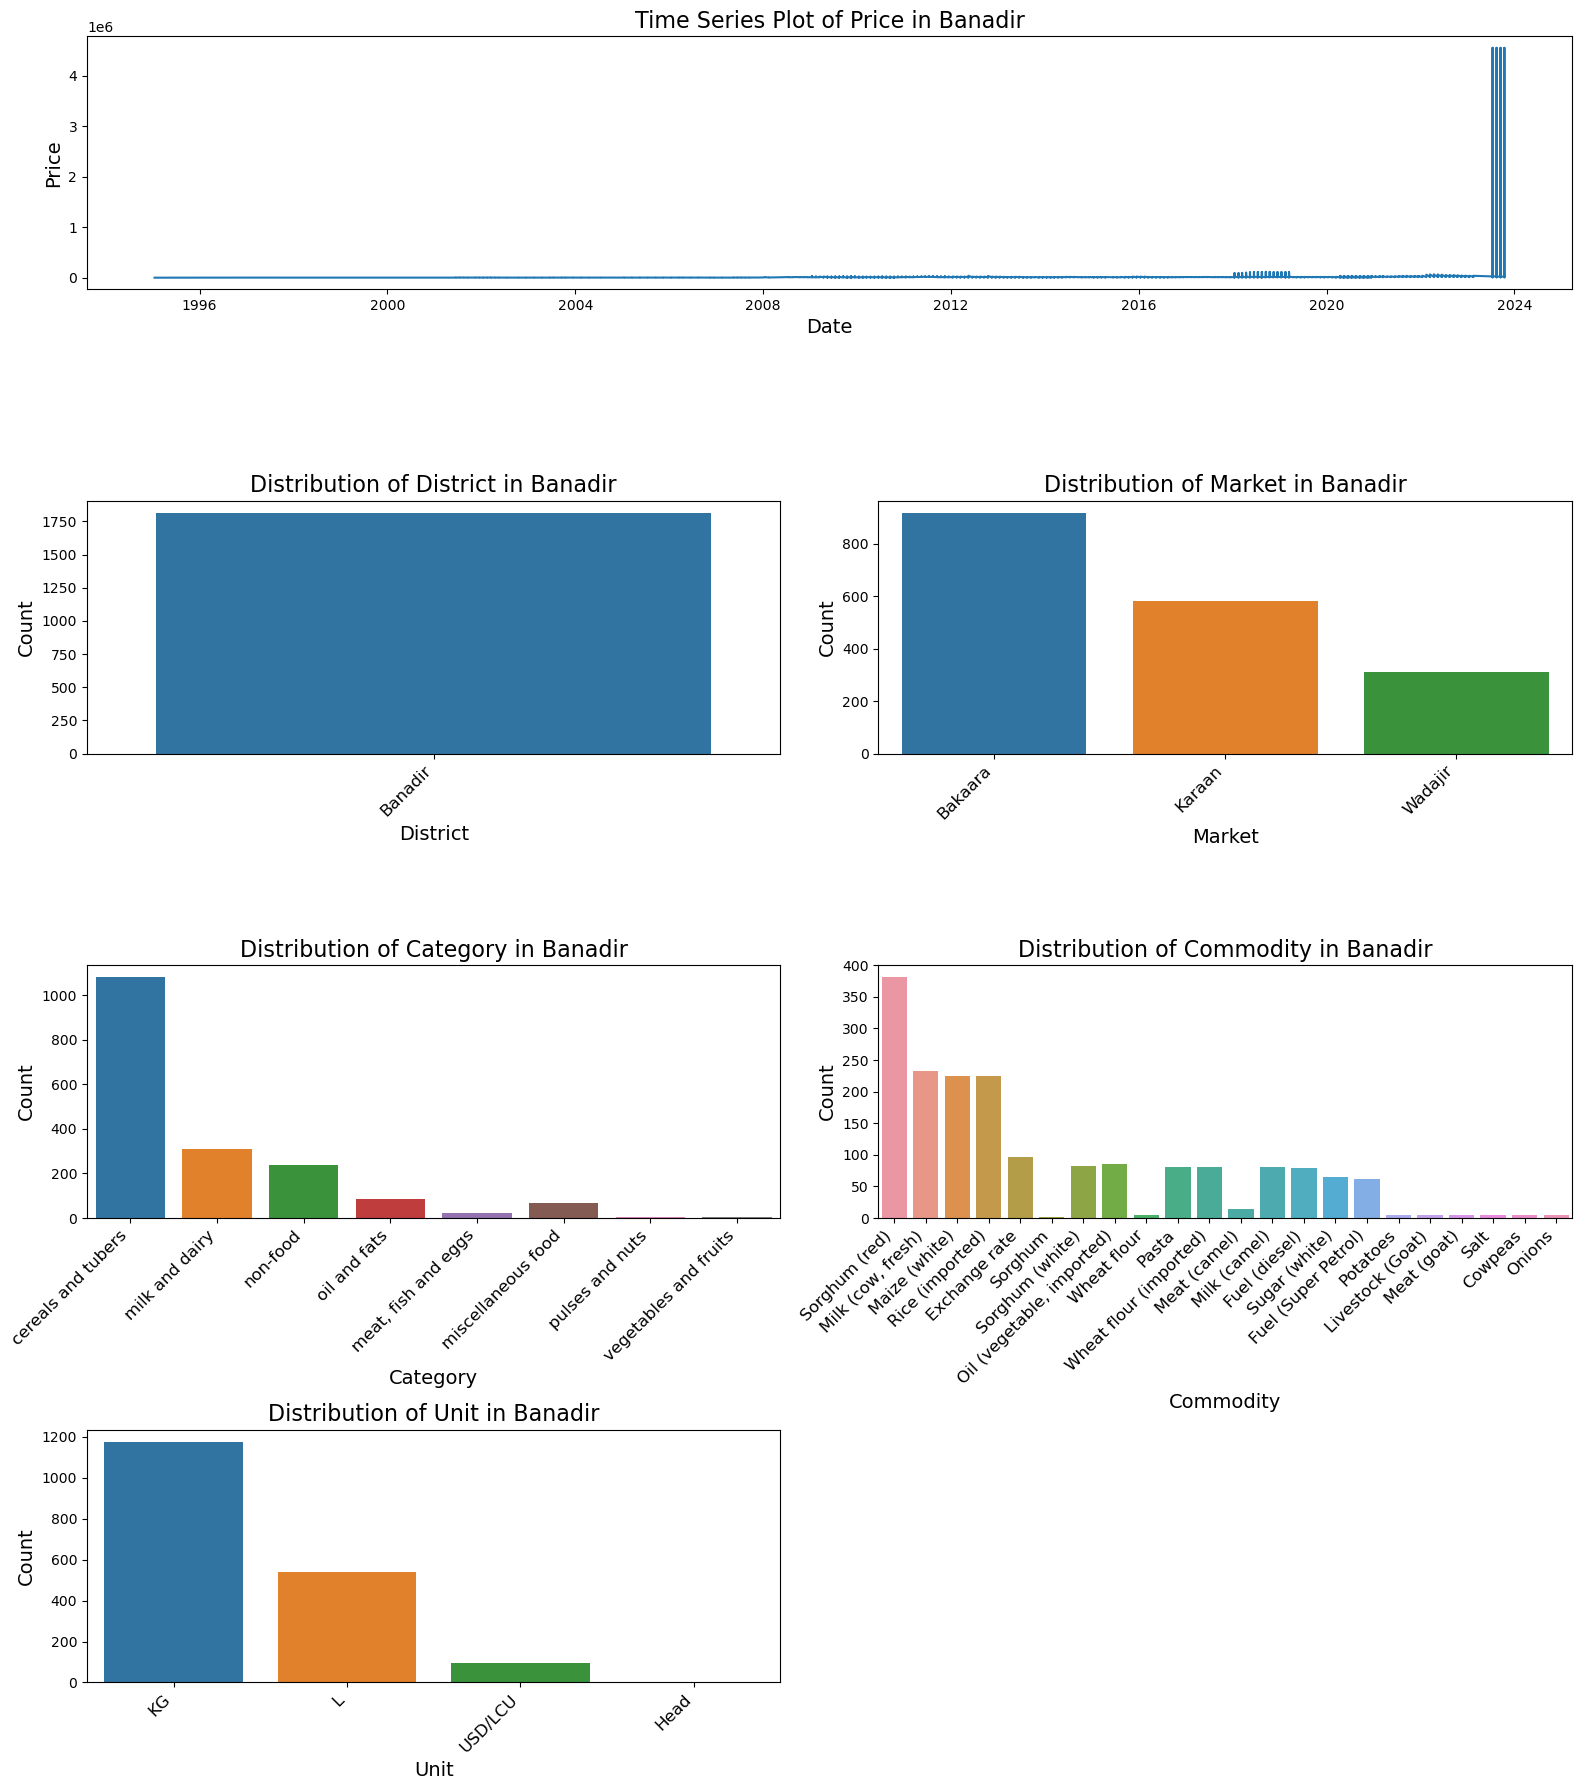 Time Series Plot of Price in Banadir
1e6
4
3
2
1
0
Price
1996 2000 2004 2008 2012 2016 2020 2024
Date
Distribution of District in Banadir
1750
1500
1250
1000
750
500
250
0
Count
Banadir
District
Distribution of Market in Banadir
800
600
400
200
0
Count
Bakaara
Karaan
Wadajir
Market
Distribution of Category in Banadir
1000
800
600
400
200
0
Count
cereals and tubers
milk and dairy
non-food
oil and fats
meat, fish and eggs
miscellaneous food
pulses and nuts
vegetables and fruits
Category
Distribution of Commodity in Banadir
400
350
300
250
200
150
100
50
0
Count
Sorghum (red)
Milk (cow, fresh)
Maize (white)
Rice (imported)
Exchange rate
Sorghum
Sorghum (white)
Oil (vegetable, imported)
Wheat flour
Pasta
Wheat flour (imported)
Meat (camel)
Milk (camel)
Fuel (diesel)
Sugar (white)
Fuel (Super Petrol)
Potatoes
Livestock (Goat)
Meat (goat)
Salt
Cowpeas
Onions
Commodity
Distribution of Unit in Banadir
1200
1000
800
600
400
200
0
Count
KG
L
USD/LCU
Head
Unit